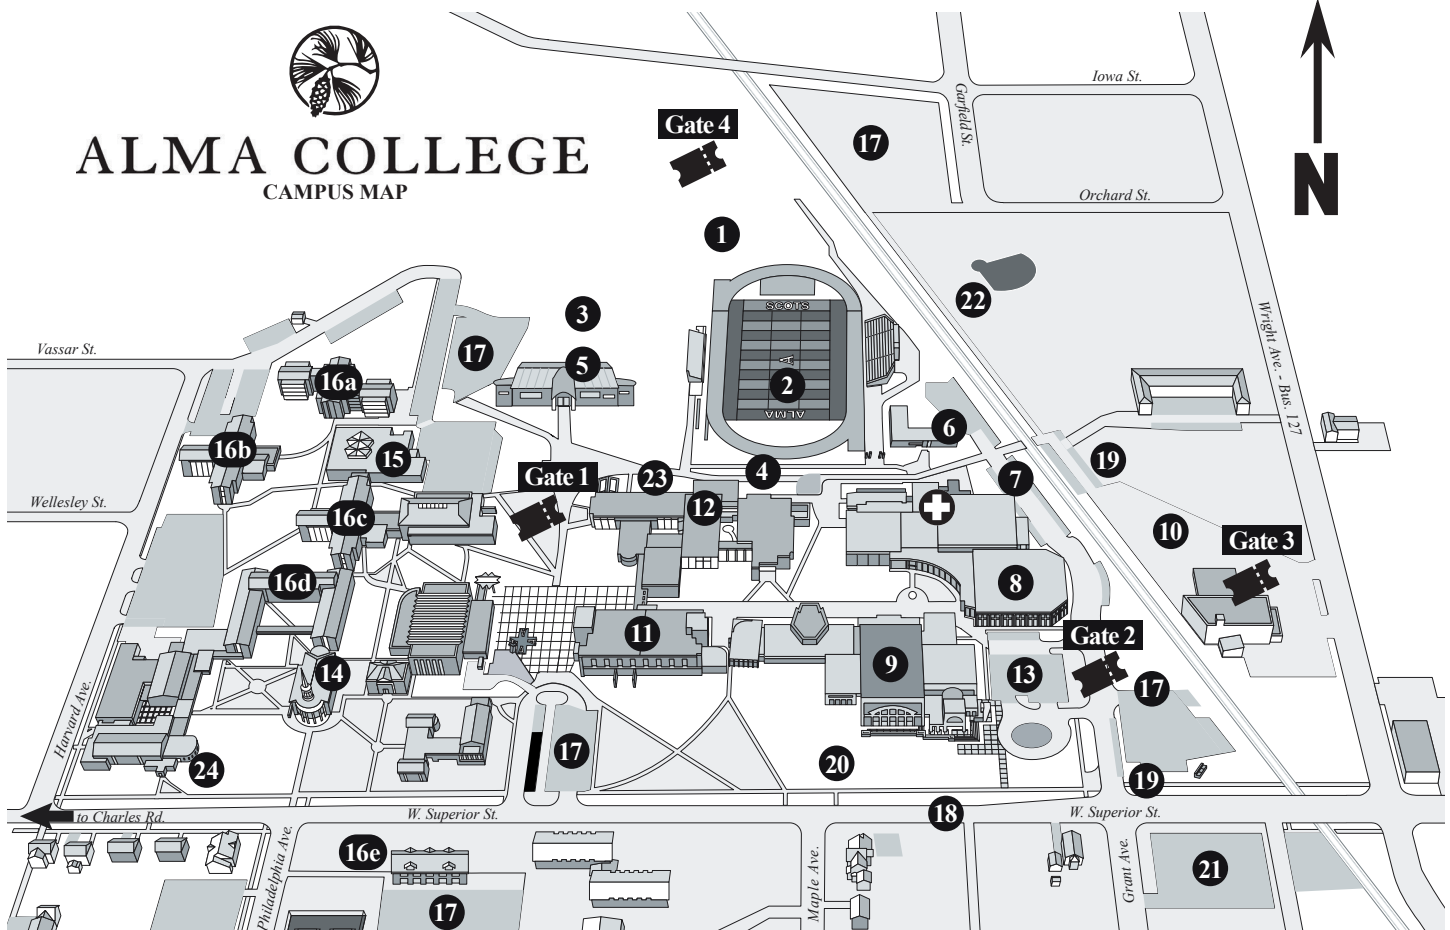 ALMA COLLEGE
CAMPUS MAP
Iowa St.
Garfield St.
Gate 4
17
Orchard St.
1
22
SCOTS
3
Wright Ave. - Bus. 127
N
Vassar St.
17
5
16a
A
2
ALMA
6
16b
15
19
Gate 1
23
4
7
Wellesley St.
16c
12
10
Gate 3
16d
8
11
Gate 2
9
13
14
17
Harvard Ave.
24
17
20
19
to Charles Rd.
W. Superior St.
18
W. Superior St.
16e
Philadelphia Ave.
Maple Ave.
Grant Ave.
21
17